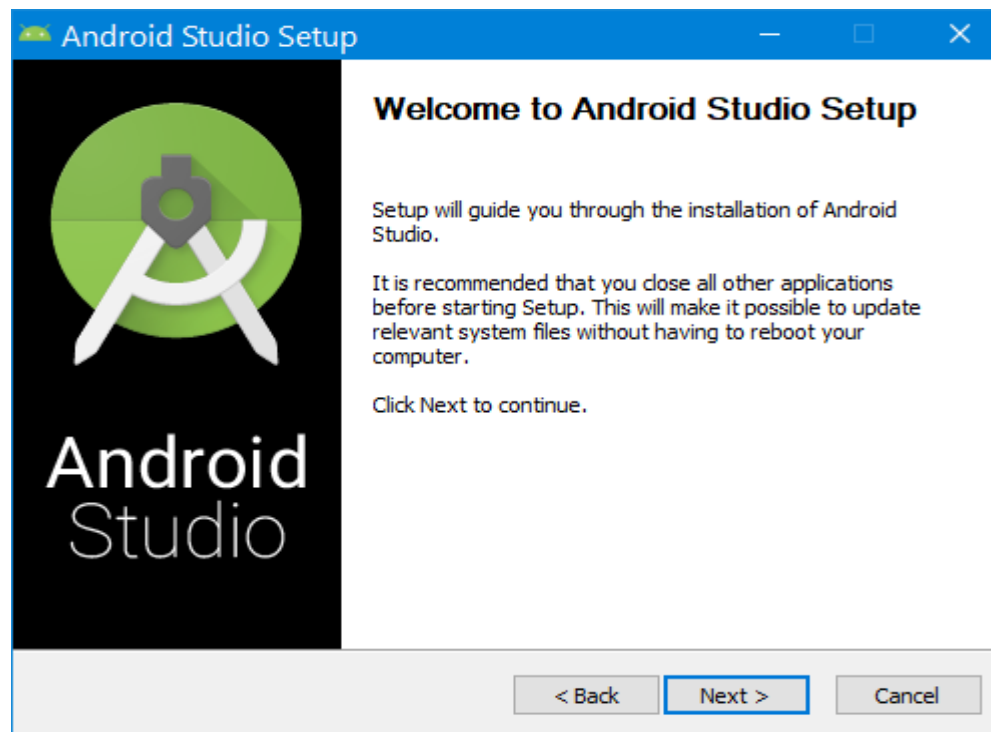 Android Studio Setup
Welcome to Android Studio Setup
Setup will guide you through the installation of Android
Studio.
It is recommended that you close all other applications
before starting Setup. This will make it possible to update
relevant system files without having to reboot your
computer.
Click Next to continue.
Android
Studio
< Back
Next >
Cancel